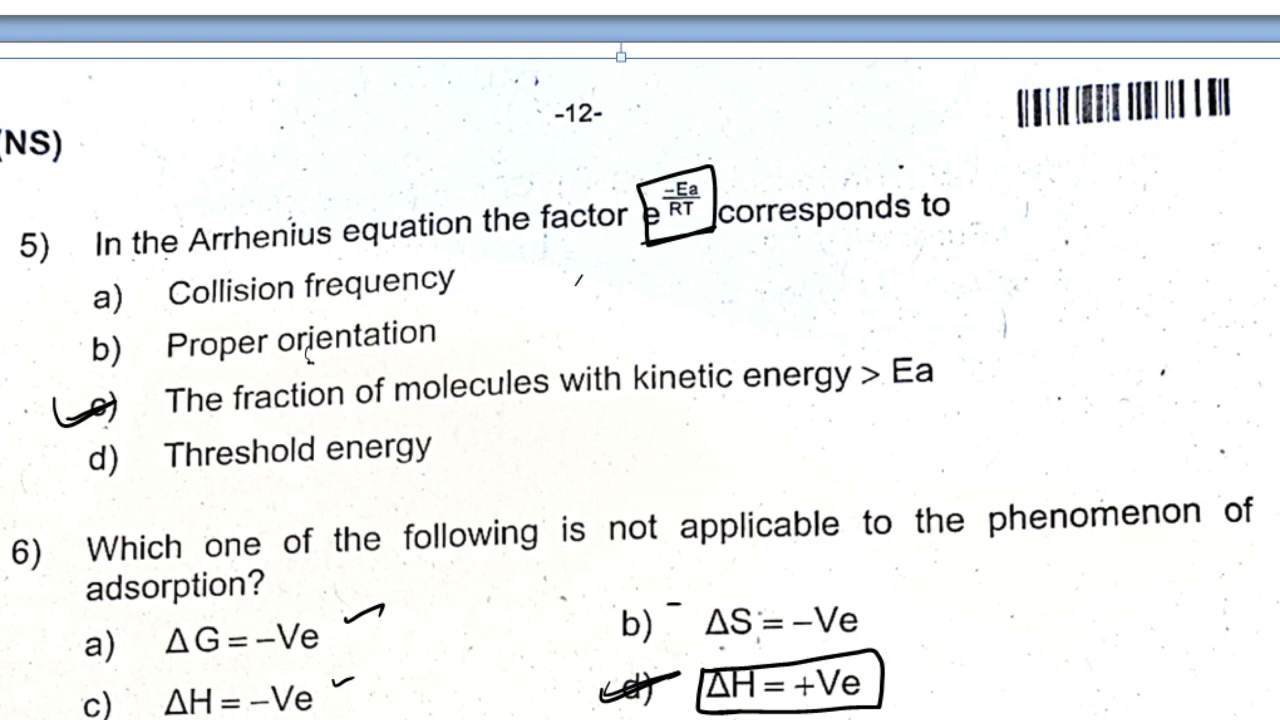 -12-
(NS)
5) In the Arrhenius equation the factor e^(-Ea/RT) corresponds to
a) Collision frequency
b) Proper orientation
c) The fraction of molecules with kinetic energy > Ea
d) Threshold energy
6) Which one of the following is not applicable to the phenomenon of
adsorption?
a) ΔG = –Ve b) ΔS = –Ve
c) ΔH = –Ve d) ΔH = +Ve